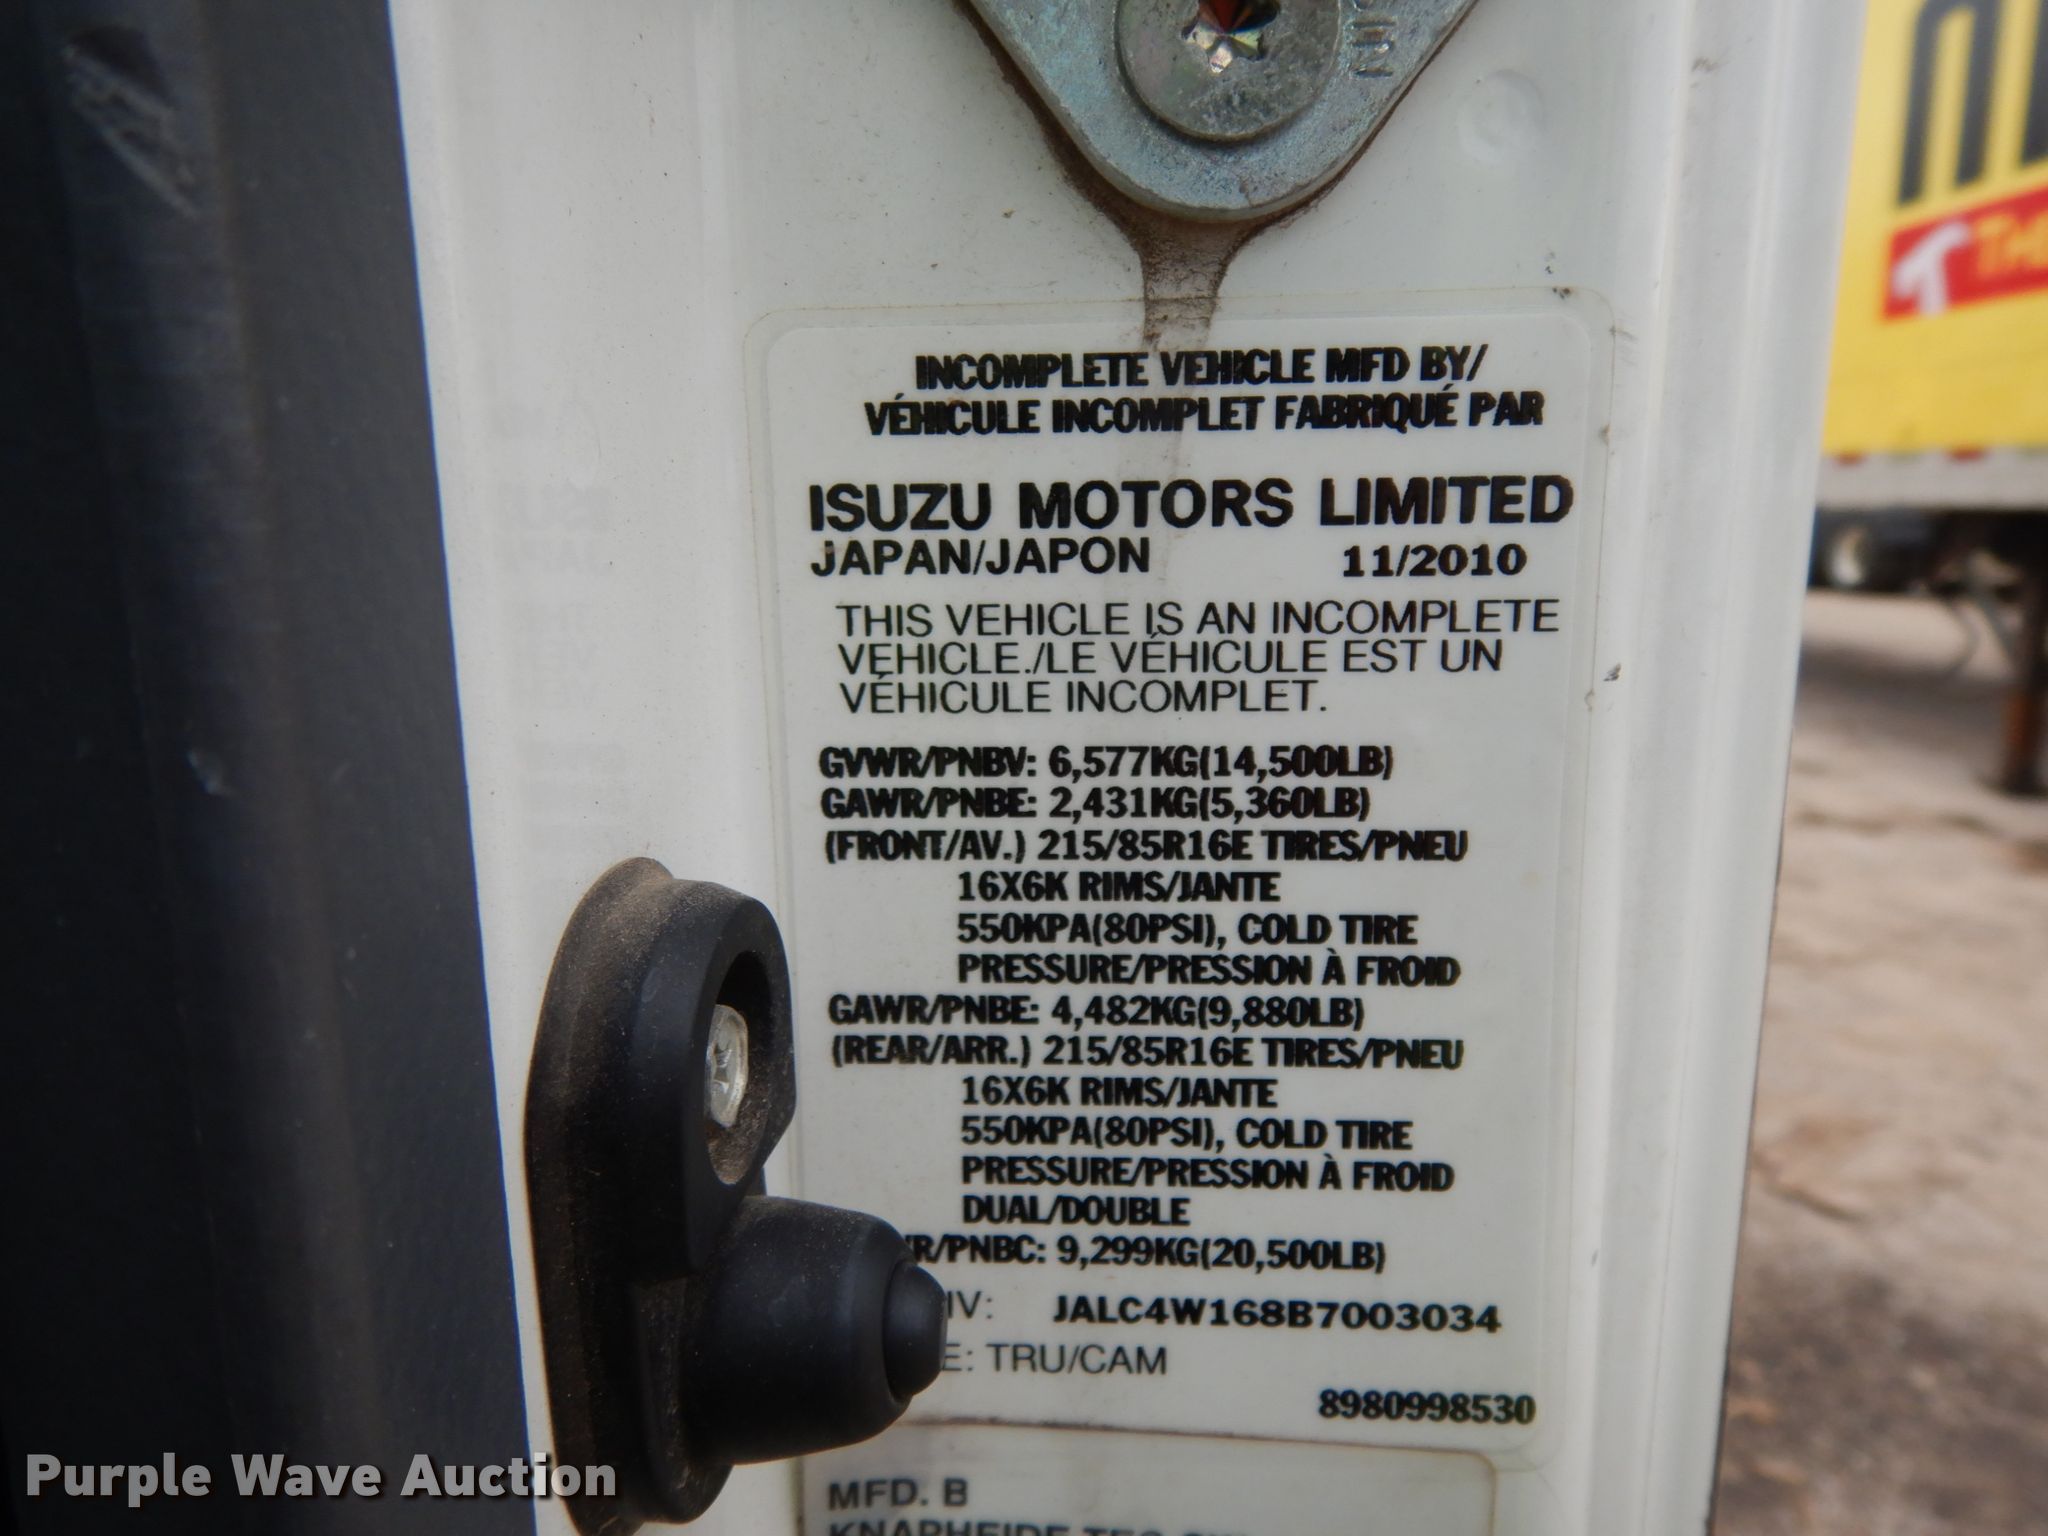 INCOMPLETE VEHICLE MFD BY/
VÉHICULE INCOMPLET FABRIQUÉ PAR
ISUZU MOTORS LIMITED
JAPAN/JAPON 11/2010
THIS VEHICLE IS AN INCOMPLETE
VEHICLE./LE VÉHICULE EST UN
VÉHICULE INCOMPLET.
GVWR/PNBV: 6,577KG(14,500LB)
GAWR/PNBE: 2,431KG(5,360LB)
(FRONT/AV.) 215/85R16E TIRES/PNEU
16X6K RIMS/JANTE
550KPA(80PSI), COLD TIRE
PRESSURE/PRESSION À FROID
GAWR/PNBE: 4,482KG(9,880LB)
(REAR/ARR.) 215/85R16E TIRES/PNEU
16X6K RIMS/JANTE
550KPA(80PSI), COLD TIRE
PRESSURE/PRESSION À FROID
DUAL/DOUBLE
R/PNBC: 9,299KG(20,500LB)
IV: JALC4W168B7003034
E: TRU/CAM
8980998530
MFD. B
Purple Wave Auction